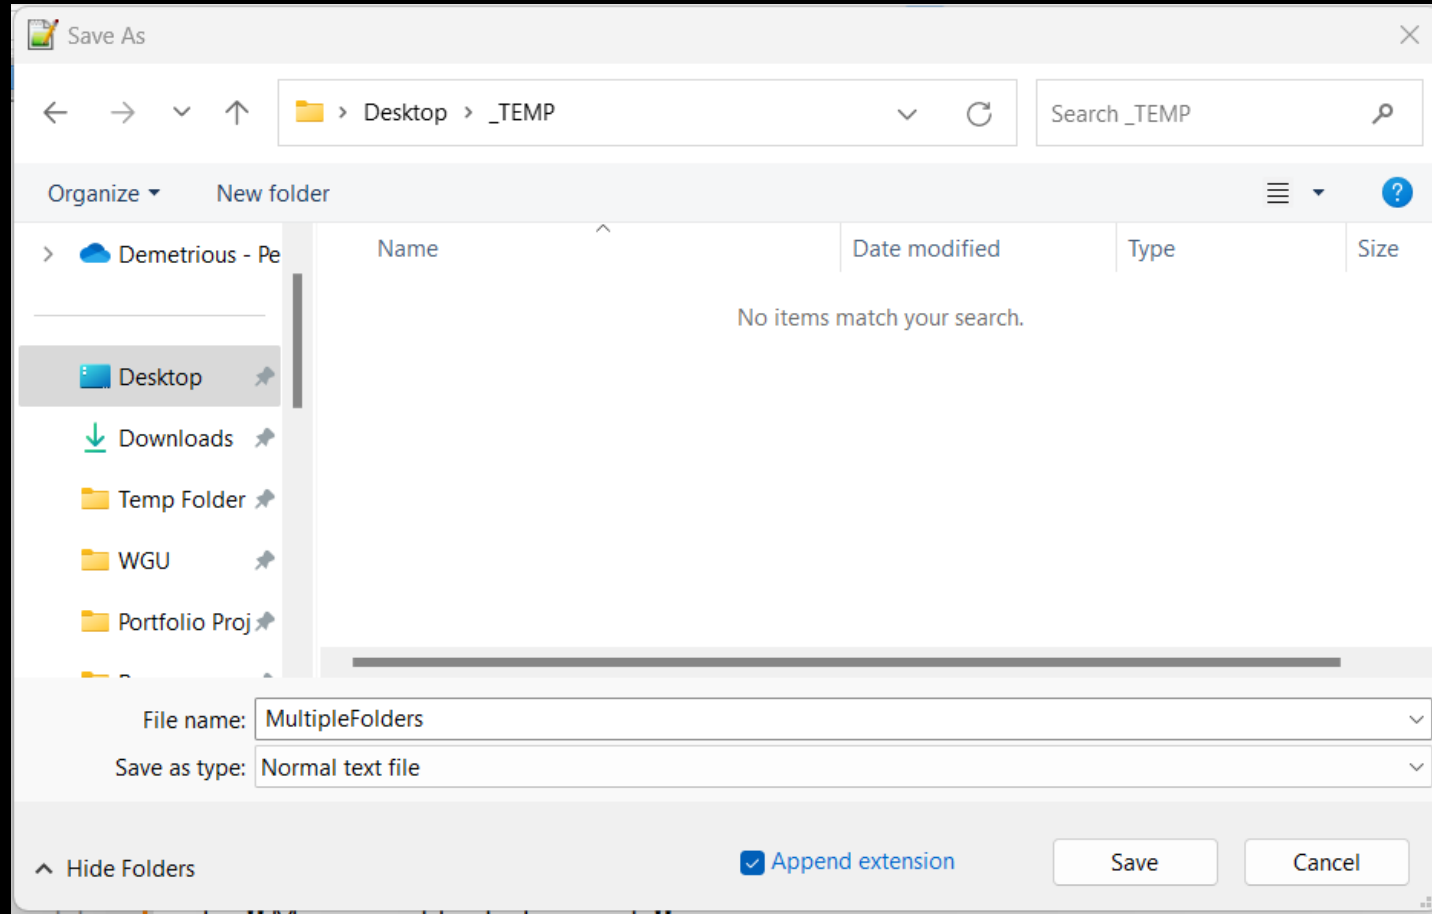 Save As
Desktop > _TEMP
Search _TEMP
Organize
New folder
Demetrious - Pe
Name
Date modified
Type
Size
No items match your search.
Desktop
Downloads
Temp Folder
WGU
Portfolio Proj
File name: MultipleFolders
Save as type: Normal text file
Hide Folders
Append extension
Save
Cancel